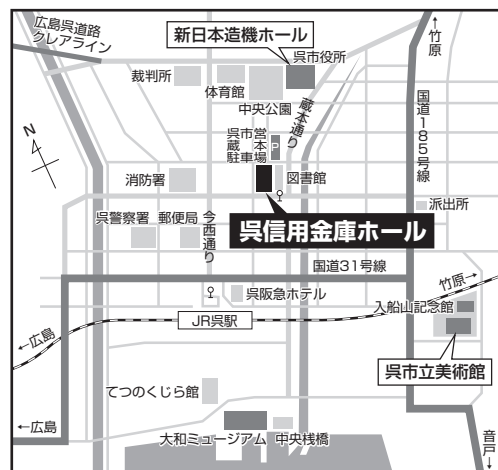 広島呉道路
クレアライン
新日本造機ホール
↑竹原
裁判所
体育館
呉市役所
中央公園
蔵本通り
N
呉市営
蔵本
駐車場
P
国道185号線
消防署
図書館
派出所
呉信用金庫ホール
呉警察署
郵便局
今西通り
国道31号線
竹原→
呉阪急ホテル
入船山記念館
JR呉駅
←広島
呉市立美術館
てつのくじら館
←広島
大和ミュージアム
中央桟橋
音戸↓